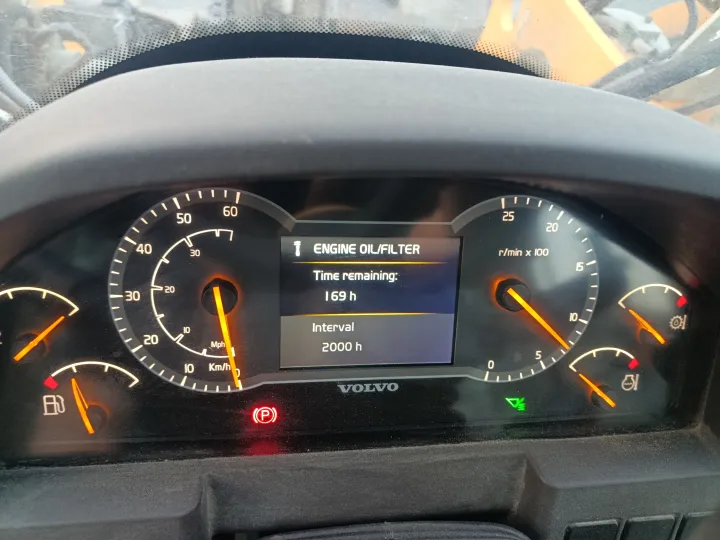 60
50
40
30
20
10
0
30
20
10
Mph
Km/h
ENGINE OIL/FILTER
Time remaining:
169 h
Interval
2000 h
25
20
15
10
5
0
r/min x 100
VOLVO
P